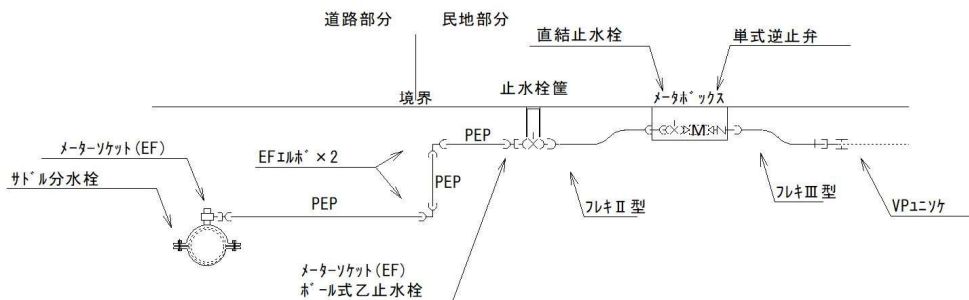 道路部分
民地部分
直結止水栓
単式逆止弁
境界
止水栓筐
ﾒｰﾀﾎﾞｯｸｽ
ﾒｰﾀｰｿｹｯﾄ(EF)
EFｴﾙﾎﾞ×2
PEP
M
ｻﾄﾞﾙ分水栓
PEP
PEP
ﾌﾚｷⅡ型
ﾌﾚｷⅢ型
VPﾕﾆｿｹ
ﾒｰﾀｰｿｹｯﾄ(EF)
ﾎﾞｰﾙ式乙止水栓